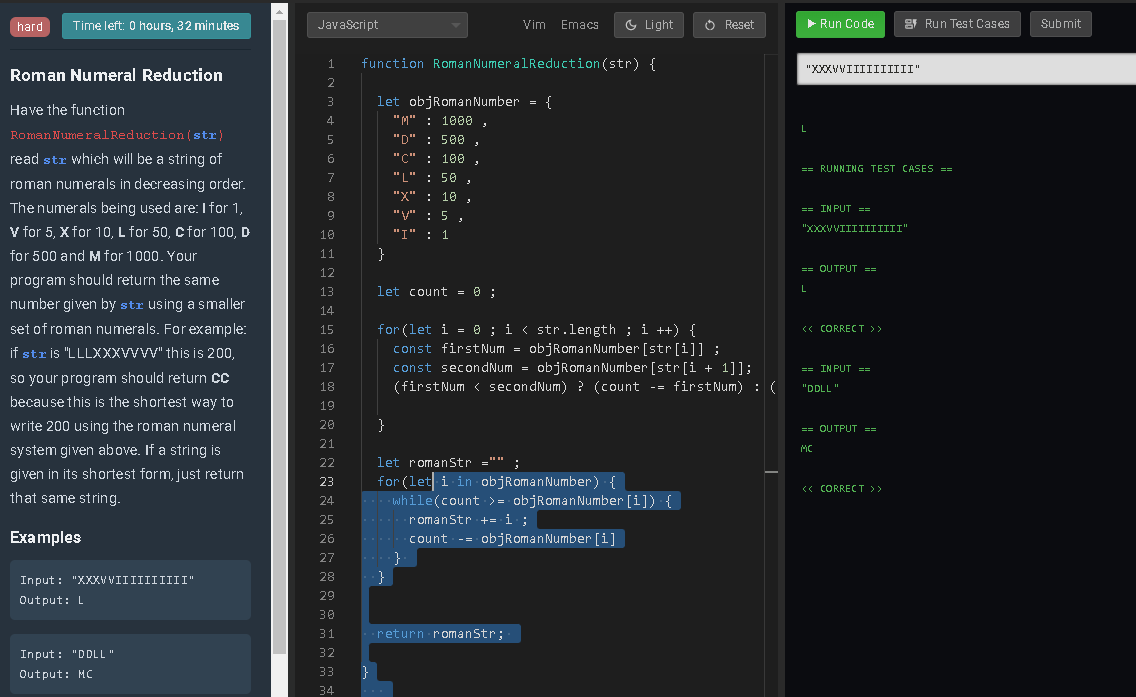 hard
Time left: 0 hours, 32 minutes
Roman Numeral Reduction
Have the function
RomanNumeralReduction(str)
read str which will be a string of
roman numerals in decreasing order.
The numerals being used are: I for 1,
V for 5, X for 10, L for 50, C for 100, D
for 500 and M for 1000. Your
program should return the same
number given by str using a smaller
set of roman numerals. For example:
if str is "LLLXXXVVVV" this is 200,
so your program should return CC
because this is the shortest way to
write 200 using the roman numeral
system given above. If a string is
given in its shortest form, just return
that same string.
Examples
Input: "XXXVVIIIIIIIIII"
Output: L
Input: "DDLL"
Output: MC
JavaScript
Vim
Emacs
Light
Reset
1 function RomanNumeralReduction(str) {
2
3 let objRomanNumber = {
4 "M" : 1000 ,
5 "D" : 500 ,
6 "C" : 100 ,
7 "L" : 50 ,
8 "X" : 10 ,
9 "V" : 5 ,
10 "I" : 1
11 }
12
13 let count = 0 ;
14
15 for(let i = 0 ; i < str.length ; i ++) {
16 const firstNum = objRomanNumber[str[i]] ;
17 const secondNum = objRomanNumber[str[i + 1]];
18 (firstNum < secondNum) ? (count -= firstNum) : (
19
20 }
21
22 let romanStr ="" ;
23 for(let i in objRomanNumber) {
24 while(count >= objRomanNumber[i]) {
25 romanStr += i ;
26 count -= objRomanNumber[i]
27 }
28 }
29
30
31 return romanStr;
32
33 }
34
Run Code
Run Test Cases
Submit
"XXXVVIIIIIIIIII"
L
== RUNNING TEST CASES ==
== INPUT ==
"XXXVVIIIIIIIIII"
== OUTPUT ==
L
<< CORRECT >>
== INPUT ==
"DDLL"
== OUTPUT ==
MC
<< CORRECT >>